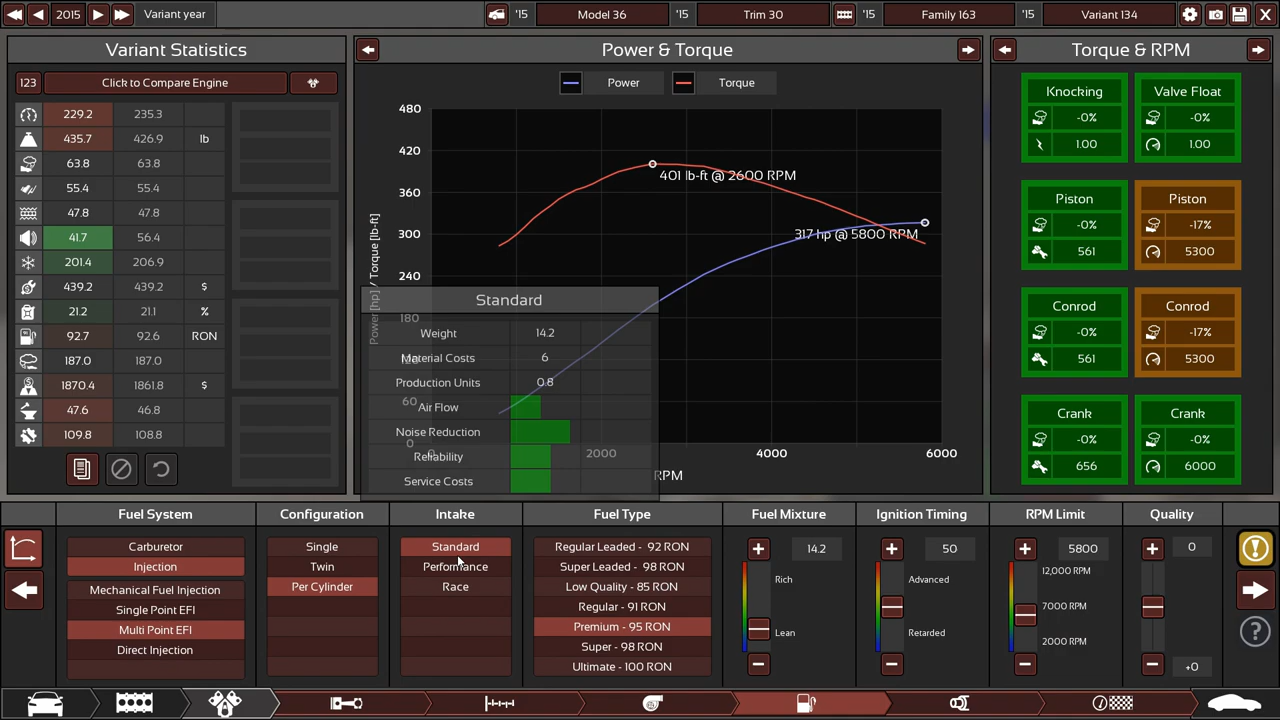 2015 Variant year '15 Model 36 '15 Trim 30 '15 Family 163 '15 Variant 134
Variant Statistics
123 Click to Compare Engine
229.2 235.3
435.7 426.9 lb
63.8 63.8
55.4 55.4
47.8 47.8
41.7 56.4
201.4 206.9
439.2 439.2 $
21.2 21.1 %
92.7 92.6 RON
187.0 187.0
1870.4 1861.8 $
47.6 46.8
109.8 108.8
Power & Torque
Power Torque
480
420
360
300
240
180
60
0
Power [hp] / Torque [lb-ft]
401 lb-ft @ 2600 RPM
317 hp @ 5800 RPM
2000 4000 6000
RPM
Standard
Weight 14.2
Material Costs 6
Production Units 0.8
Air Flow
Noise Reduction
Reliability
Service Costs
Torque & RPM
Knocking Valve Float
-0% -0%
1.00 1.00
Piston Piston
-0% -17%
561 5300
Conrod Conrod
-0% -17%
561 5300
Crank Crank
-0% -0%
656 6000
Fuel System
Carburetor
Injection
Mechanical Fuel Injection
Single Point EFI
Multi Point EFI
Direct Injection
Configuration
Single
Twin
Per Cylinder
Intake
Standard
Performance
Race
Fuel Type
Regular Leaded - 92 RON
Super Leaded - 98 RON
Low Quality - 85 RON
Regular - 91 RON
Premium - 95 RON
Super - 98 RON
Ultimate - 100 RON
Fuel Mixture
+ 14.2
Rich
Lean
-
Ignition Timing
+ 50
Advanced
Retarded
-
RPM Limit
+ 5800
12,000 RPM
7000 RPM
2000 RPM
-
Quality
+ 0
- +0
?